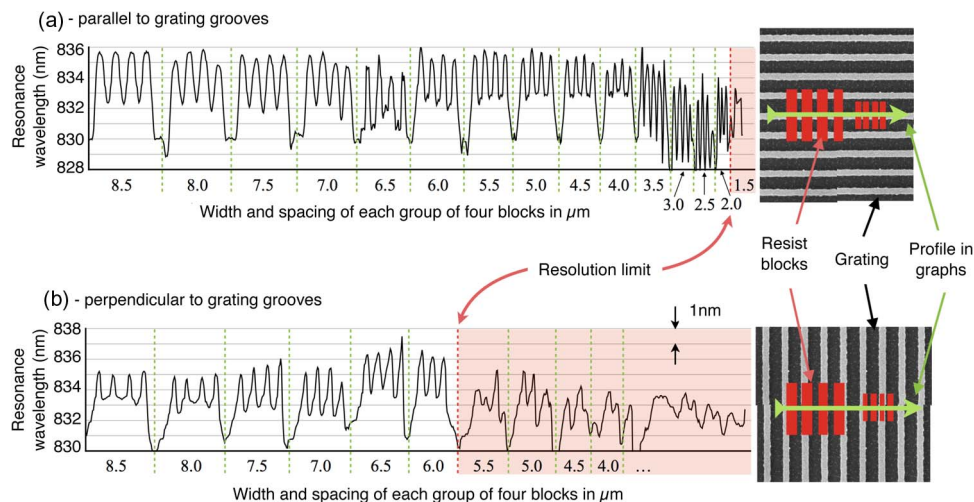 (a) - parallel to grating grooves
Resonance
wavelength (nm)
836
834
832
830
828
8.5 8.0 7.5 7.0 6.5 6.0 5.5 5.0 4.5 4.0 3.5 3.0 2.5 2.0 1.5
Width and spacing of each group of four blocks in μm
Resolution limit
Resist
blocks
Grating
Profile in
graphs
(b) - perpendicular to grating grooves
1nm
Resonance
wavelength (nm)
838
836
834
832
830
8.5 8.0 7.5 7.0 6.5 6.0 5.5 5.0 4.5 4.0 ...
Width and spacing of each group of four blocks in μm